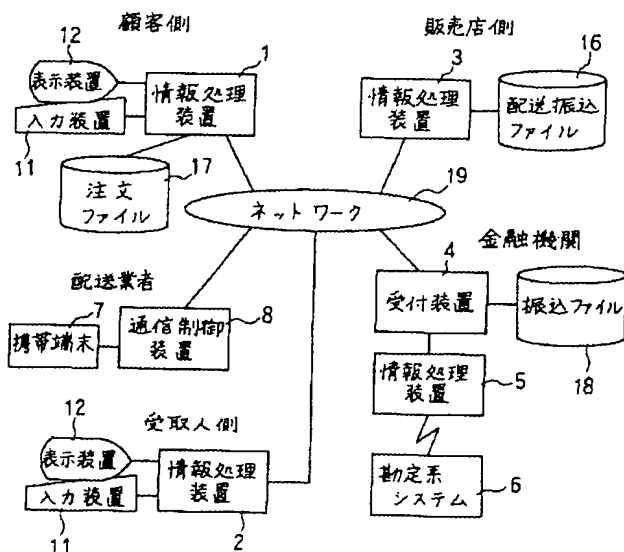 顧客側
12
1
表示装置
情報処理
装置
入力装置
11
17
注文
ファイル
販売店側
3
16
情報処理
装置
配送振込
ファイル
19
ネットワーク
金融機関
4
受付装置
振込ファイル
18
情報処理
装置
5
勘定系
システム
6
配送業者
7
8
携帯端末
通信制御
装置
受取人側
12
表示装置
情報処理
装置
入力装置
11
2